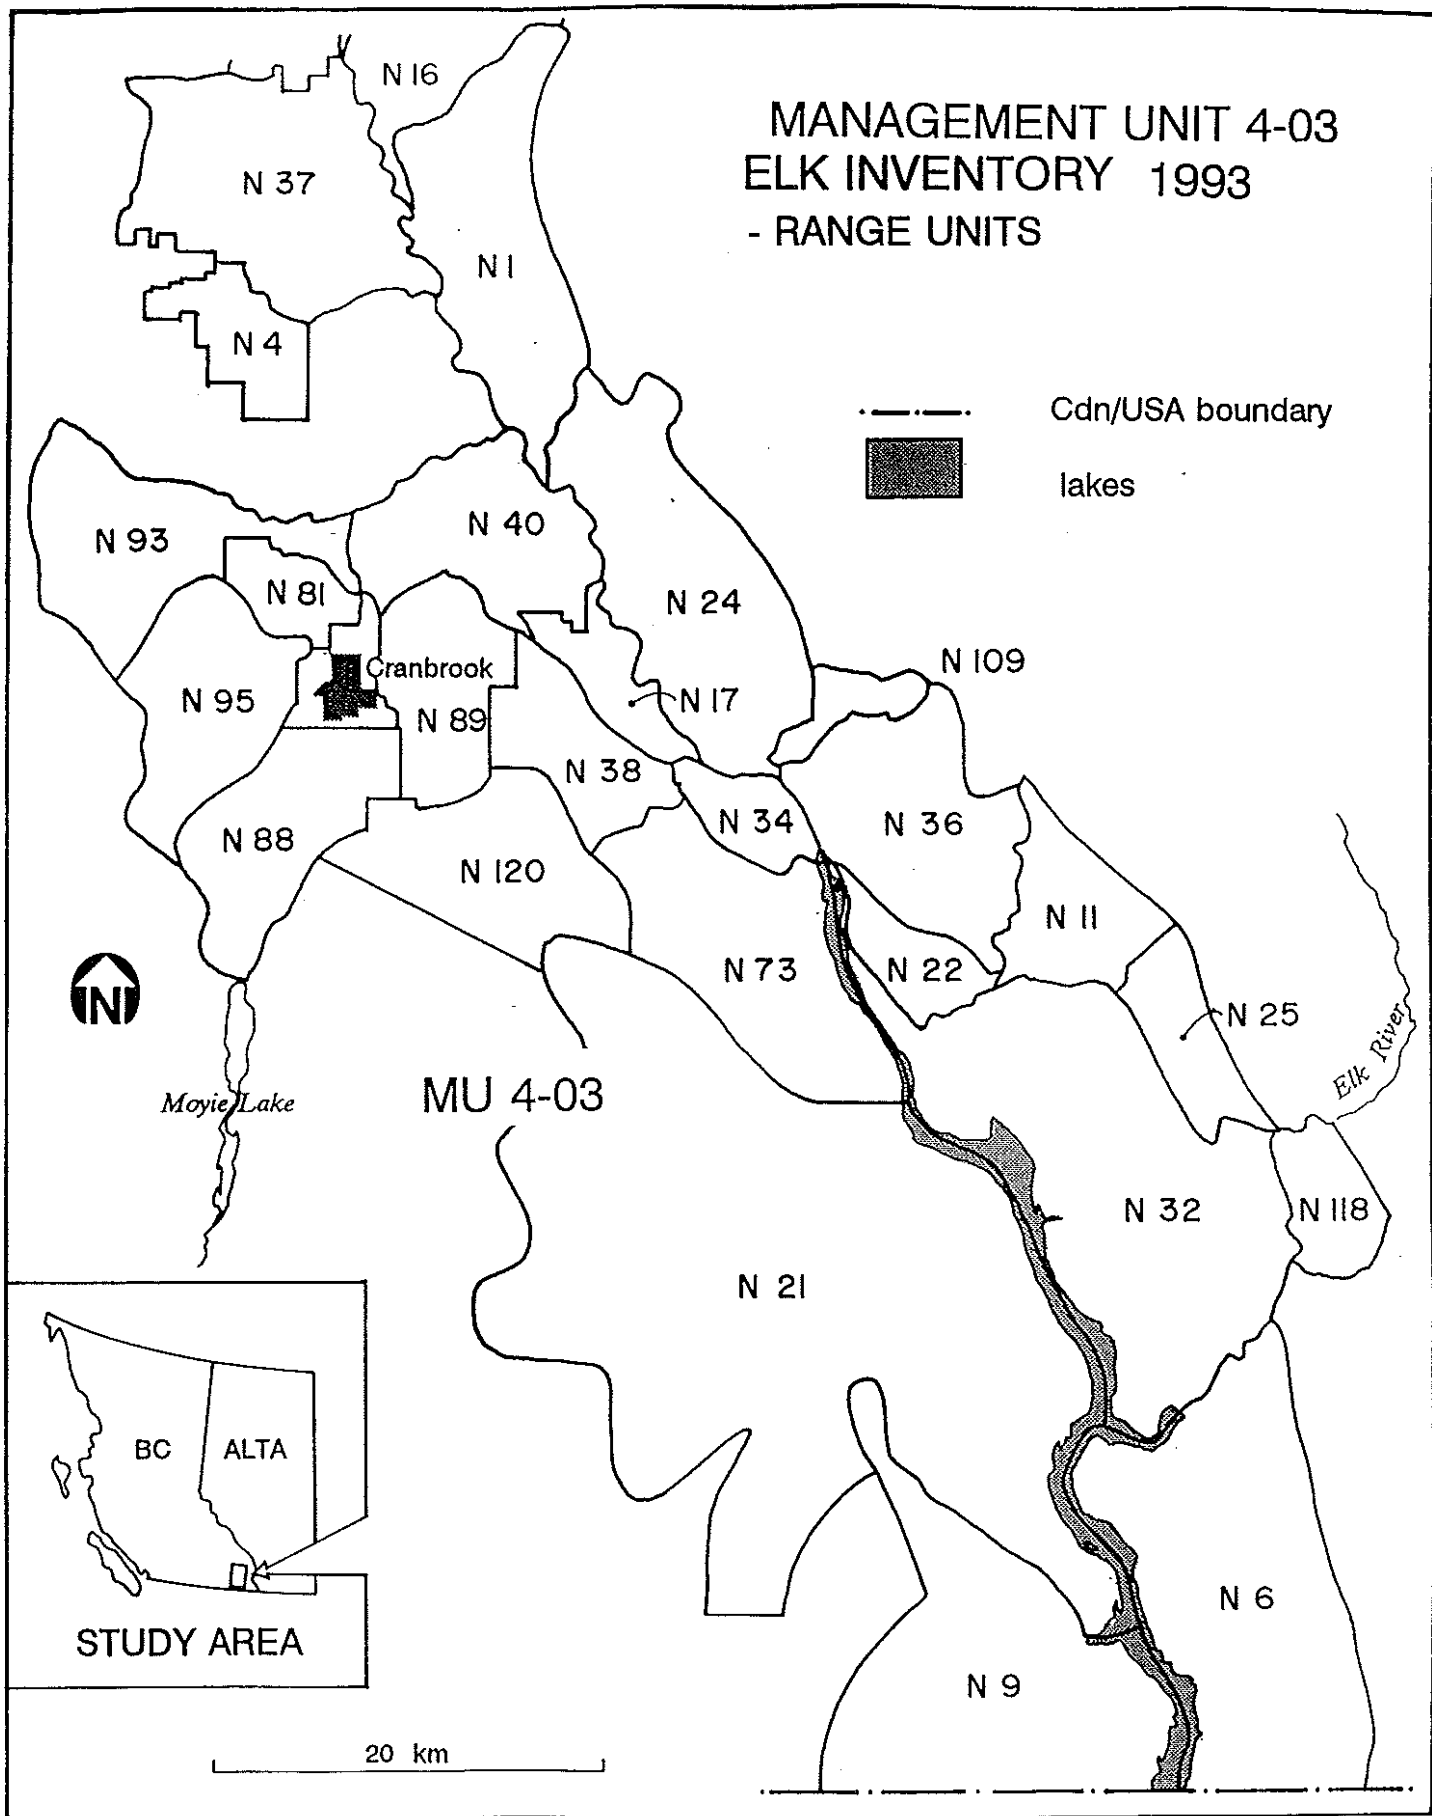 MANAGEMENT UNIT 4-03
ELK INVENTORY 1993
- RANGE UNITS
N 16
N 37
N 1
N 4
Cdn/USA boundary
lakes
N 93
N 40
N 81
N 24
N 109
Cranbrook
N 95
N 89
N 17
N 38
N 34
N 36
N 88
N 120
N 11
N 73
N 22
N
N 25
Elk River
Moyie Lake
MU 4-03
N 32
N 118
N 21
BC
ALTA
N 6
STUDY AREA
N 9
20 km